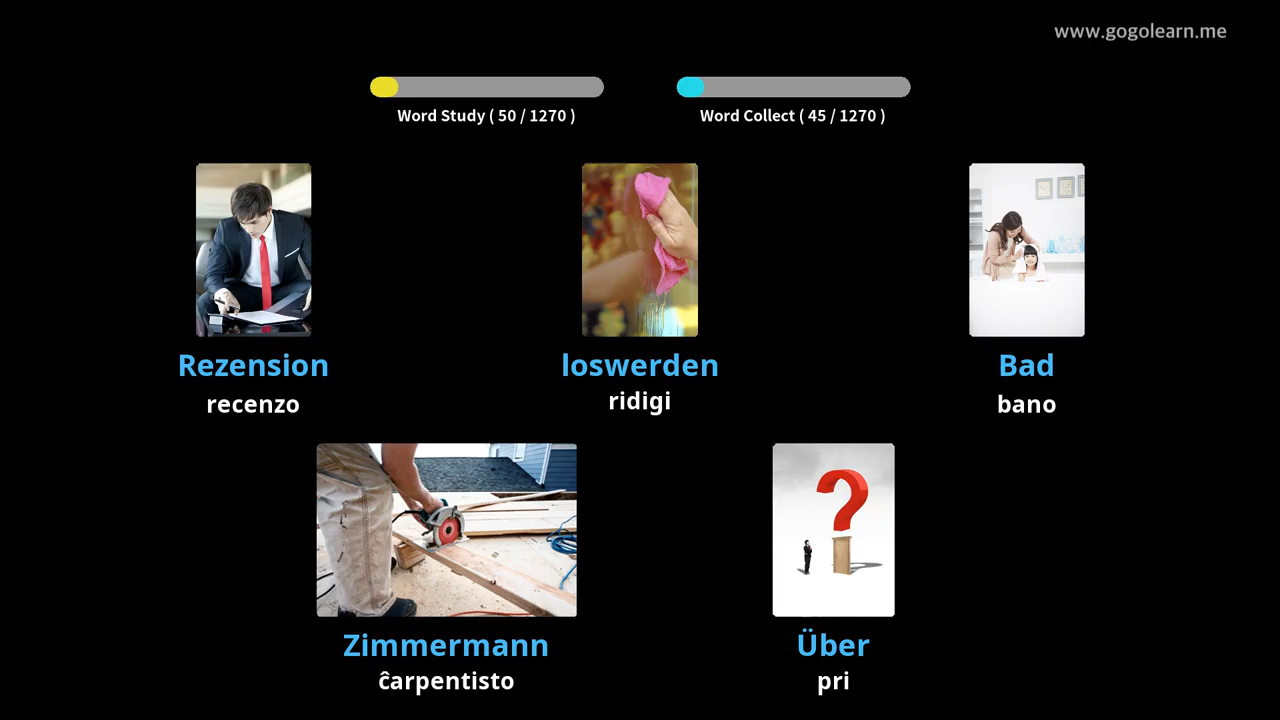 www.gogolearn.me
Word Study ( 50 / 1270 )
Word Collect ( 45 / 1270 )
Rezension
recenzo
loswerden
ridigi
Bad
bano
Zimmermann
ĉarpentisto
Über
pri